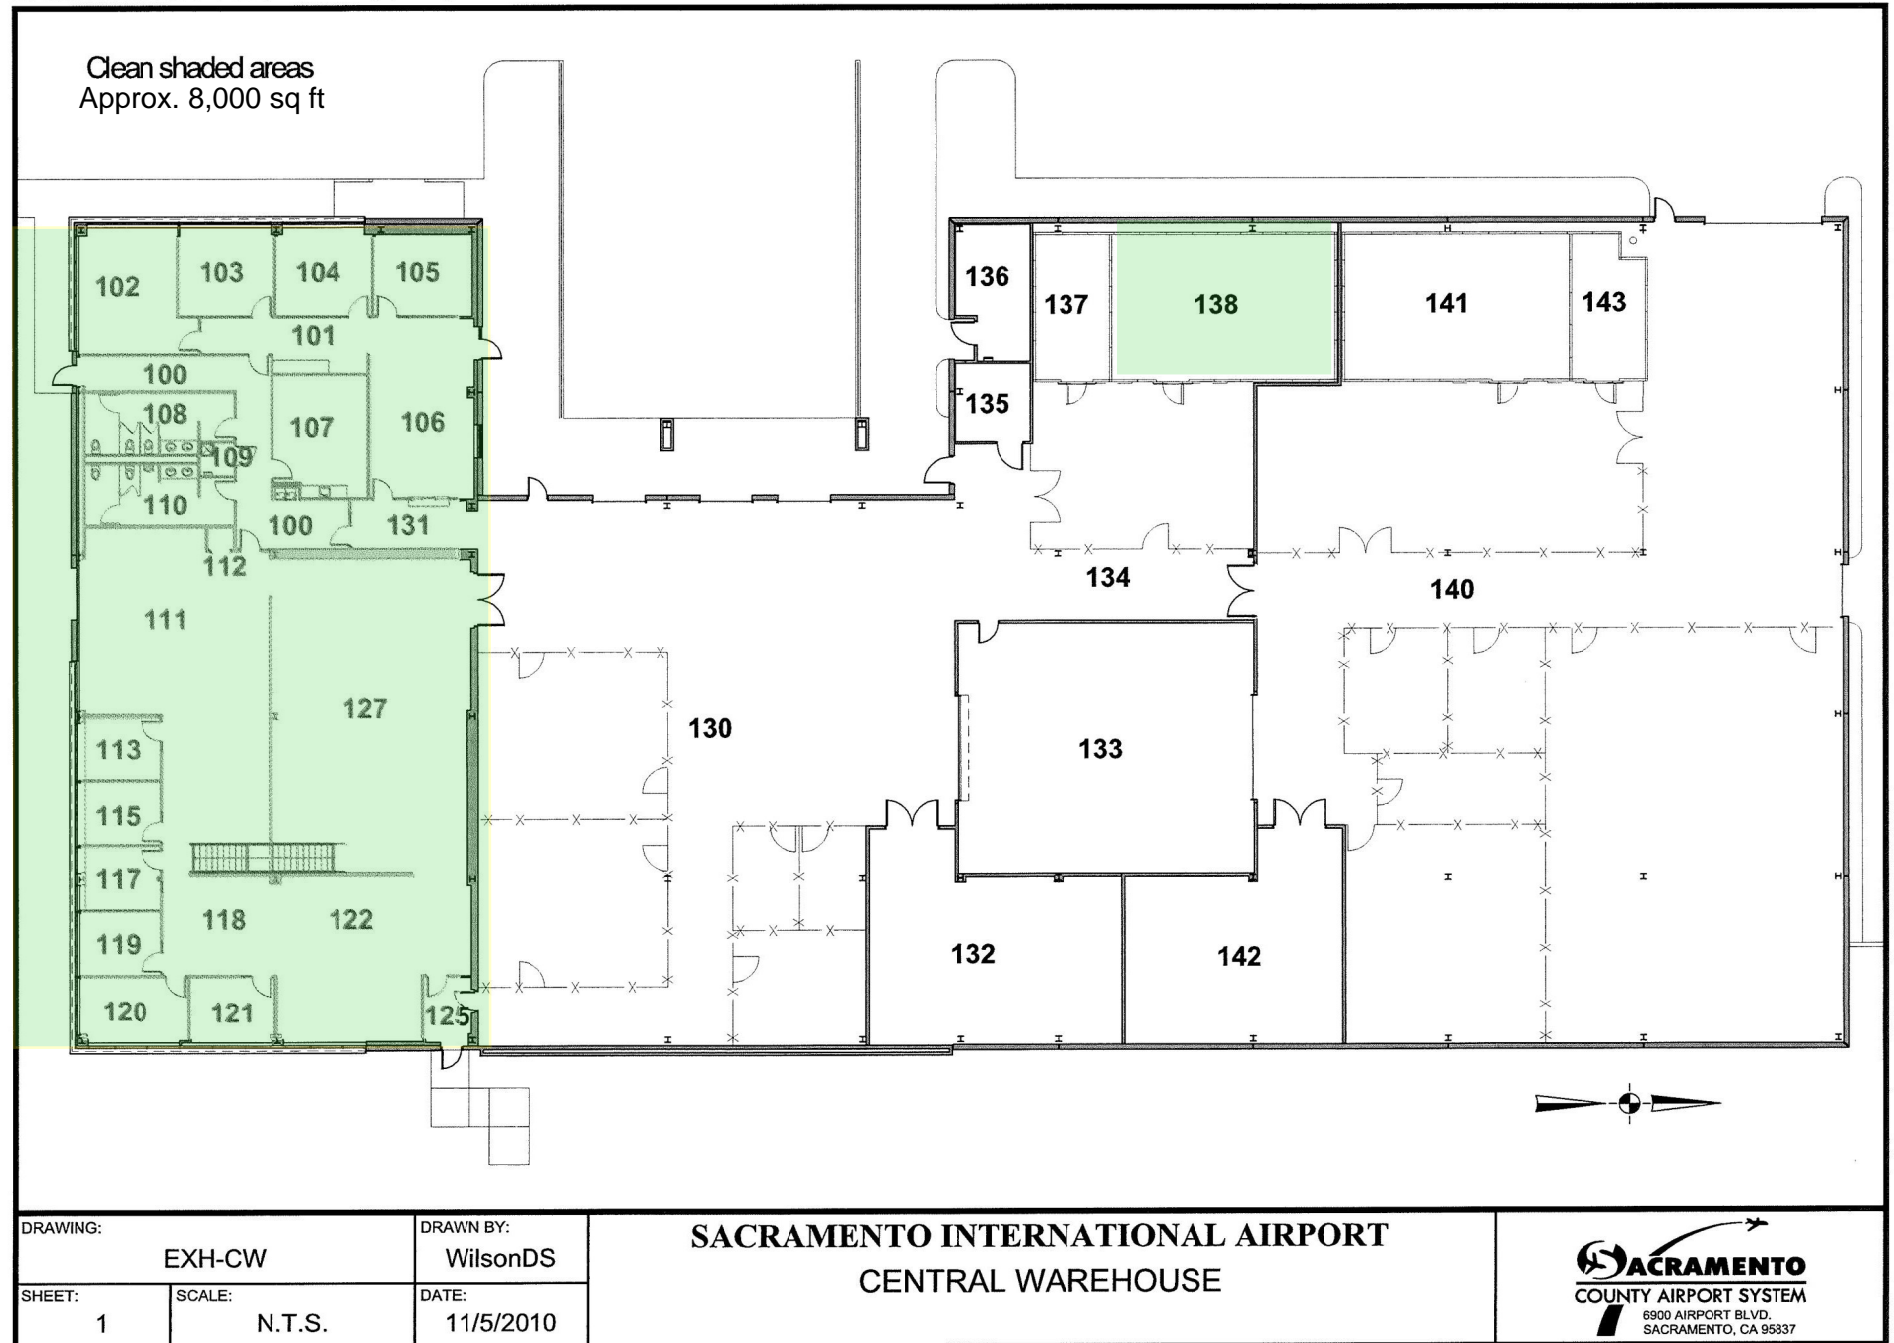 Clean shaded areas
Approx. 8,000 sq ft
102
103
104
105
101
100
108
109
107
106
110
100
131
112
111
127
113
115
117
118
122
119
120
121
125
136
137
138
141
143
135
134
140
130
133
132
142
DRAWING:
EXH-CW
DRAWN BY:
WilsonDS
SHEET:
1
SCALE:
N.T.S.
DATE:
11/5/2010
SACRAMENTO INTERNATIONAL AIRPORT
CENTRAL WAREHOUSE
SACRAMENTO
COUNTY AIRPORT SYSTEM
6900 AIRPORT BLVD.
SACRAMENTO, CA 95837